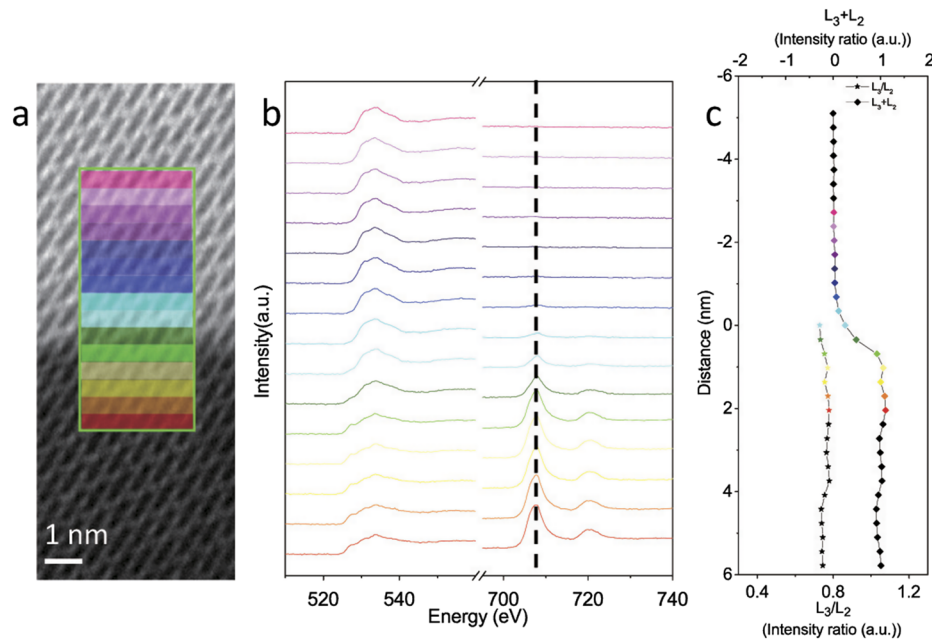 a
1 nm
b
Intensity(a.u.)
520
540
700
720
740
Energy (eV)
c
L3+L2
(Intensity ratio (a.u.))
-2
-1
0
1
2
L3/L2
L3+L2
Distance (nm)
-6
-4
-2
0
2
4
6
0.4
0.8
1.2
L3/L2
(Intensity ratio (a.u.))